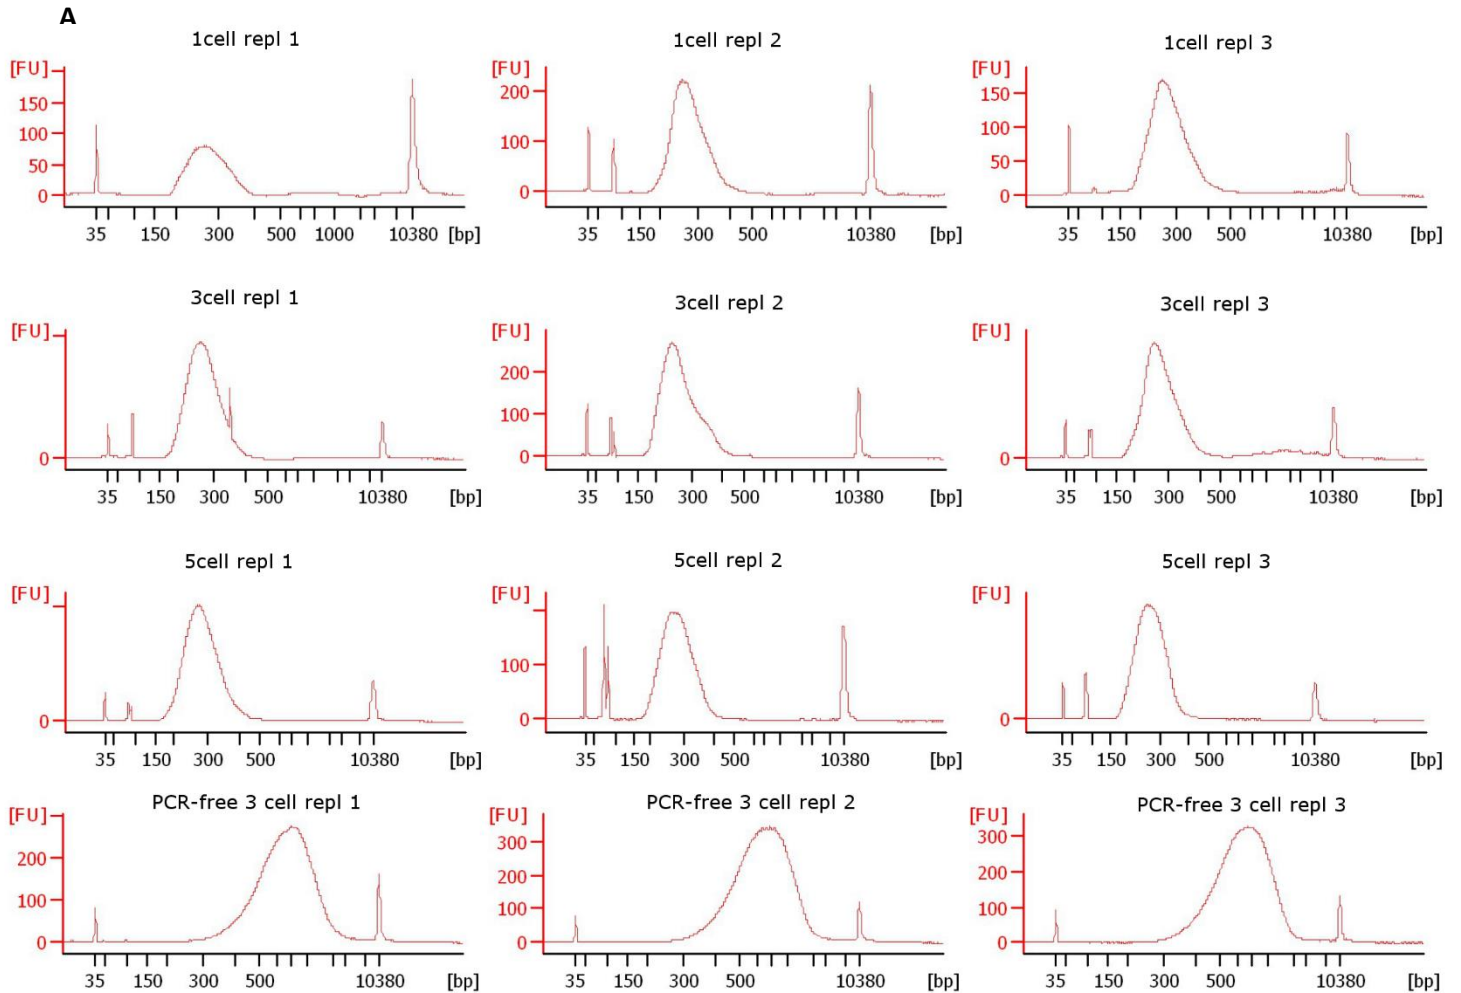 A
1cell repl 1
1cell repl 2
1cell repl 3
[FU]
150
100
50
0
35 150 300 500 1000 10380 [bp]
[FU]
200
100
0
35 150 300 500 10380 [bp]
[FU]
150
100
50
0
35 150 300 500 10380 [bp]
3cell repl 1
3cell repl 2
3cell repl 3
[FU]
0
35 150 300 500 10380 [bp]
[FU]
200
100
0
35 150 300 500 10380 [bp]
[FU]
0
35 150 300 500 10380 [bp]
5cell repl 1
5cell repl 2
5cell repl 3
[FU]
0
35 150 300 500 10380 [bp]
[FU]
100
0
35 150 300 500 10380 [bp]
[FU]
0
35 150 300 500 10380 [bp]
PCR-free 3 cell repl 1
PCR-free 3 cell repl 2
PCR-free 3 cell repl 3
[FU]
200
100
0
35 150 300 500 10380 [bp]
[FU]
300
200
100
0
35 150 300 500 10380 [bp]
[FU]
300
200
100
0
35 150 300 500 10380 [bp]